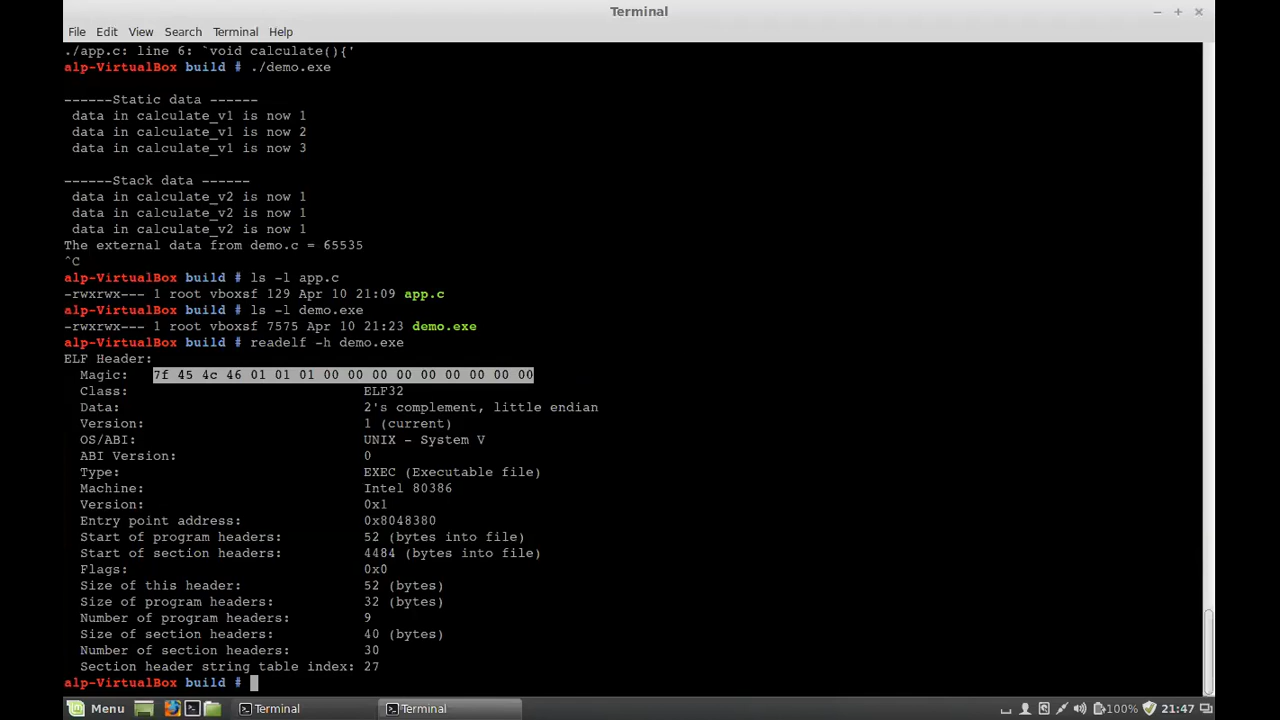 Terminal
File Edit View Search Terminal Help
./app.c: line 6: `void calculate(){'
alp-VirtualBox build # ./demo.exe
------Static data ------
data in calculate_v1 is now 1
data in calculate_v1 is now 2
data in calculate_v1 is now 3
------Stack data ------
data in calculate_v2 is now 1
data in calculate_v2 is now 1
data in calculate_v2 is now 1
The external data from demo.c = 65535
^C
alp-VirtualBox build # ls -l app.c
-rwxrwx--- 1 root vboxsf 129 Apr 10 21:09 app.c
alp-VirtualBox build # ls -l demo.exe
-rwxrwx--- 1 root vboxsf 7575 Apr 10 21:23 demo.exe
alp-VirtualBox build # readelf -h demo.exe
ELF Header:
Magic: 7f 45 4c 46 01 01 01 00 00 00 00 00 00 00 00 00
Class: ELF32
Data: 2's complement, little endian
Version: 1 (current)
OS/ABI: UNIX - System V
ABI Version: 0
Type: EXEC (Executable file)
Machine: Intel 80386
Version: 0x1
Entry point address: 0x8048380
Start of program headers: 52 (bytes into file)
Start of section headers: 4484 (bytes into file)
Flags: 0x0
Size of this header: 52 (bytes)
Size of program headers: 32 (bytes)
Number of program headers: 9
Size of section headers: 40 (bytes)
Number of section headers: 30
Section header string table index: 27
alp-VirtualBox build #
Menu Terminal Terminal 100% 21:47